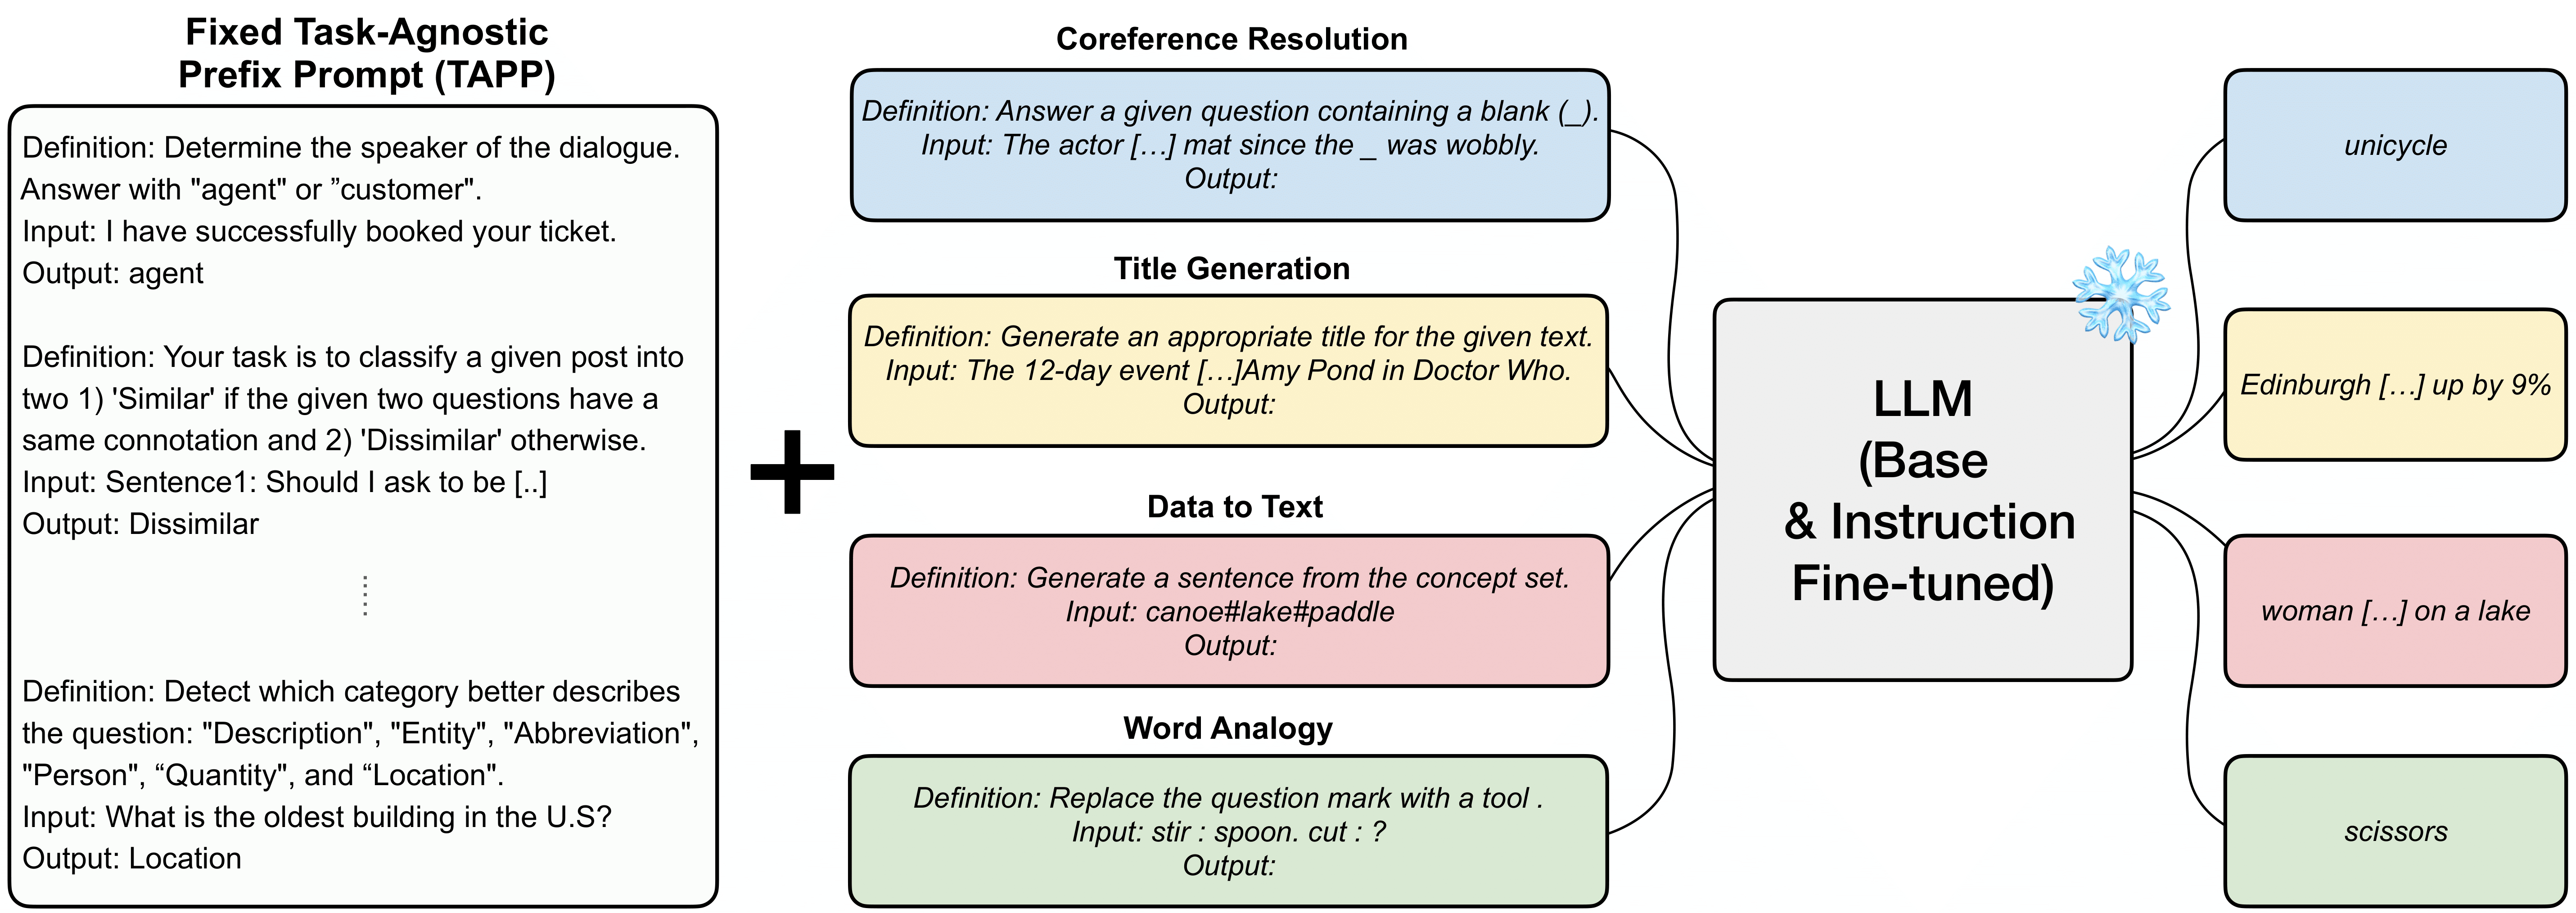 Fixed Task-Agnostic
Prefix Prompt (TAPP)
Definition: Determine the speaker of the dialogue.
Answer with "agent" or ”customer".
Input: I have successfully booked your ticket.
Output: agent
Definition: Your task is to classify a given post into
two 1) 'Similar' if the given two questions have a
same connotation and 2) 'Dissimilar' otherwise.
Input: Sentence1: Should I ask to be [..]
Output: Dissimilar
Definition: Detect which category better describes
the question: "Description", "Entity", "Abbreviation",
"Person", “Quantity", and “Location".
Input: What is the oldest building in the U.S?
Output: Location
+
Coreference Resolution
Definition: Answer a given question containing a blank (_).
Input: The actor […] mat since the _ was wobbly.
Output:
Title Generation
Definition: Generate an appropriate title for the given text.
Input: The 12-day event […]Amy Pond in Doctor Who.
Output:
Data to Text
Definition: Generate a sentence from the concept set.
Input: canoe#lake#paddle
Output:
Word Analogy
Definition: Replace the question mark with a tool .
Input: stir : spoon. cut : ?
Output:
LLM
(Base
& Instruction
Fine-tuned)
unicycle
Edinburgh […] up by 9%
woman […] on a lake
scissors